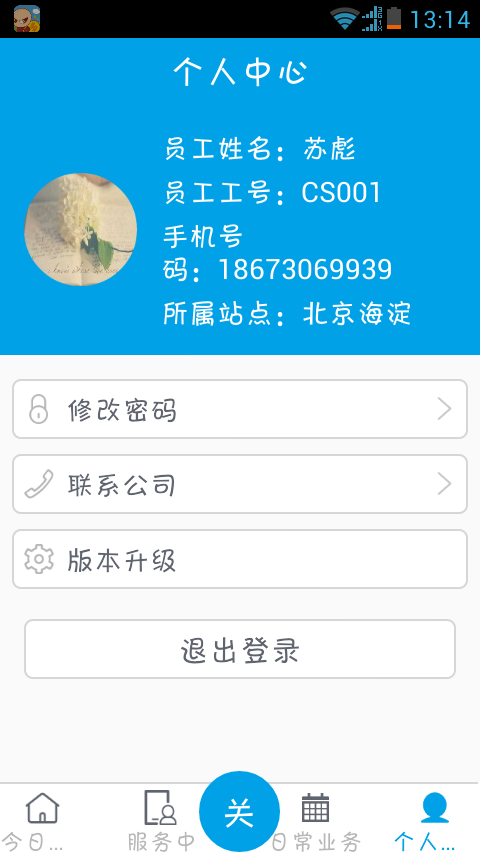 13:14
个人中心
员工姓名：苏彪
员工工号：CS001
手机号
码：18673069939
所属站点：北京海淀
修改密码
联系公司
版本升级
退出登录
今日...
服务中
关
日常业务
个人...